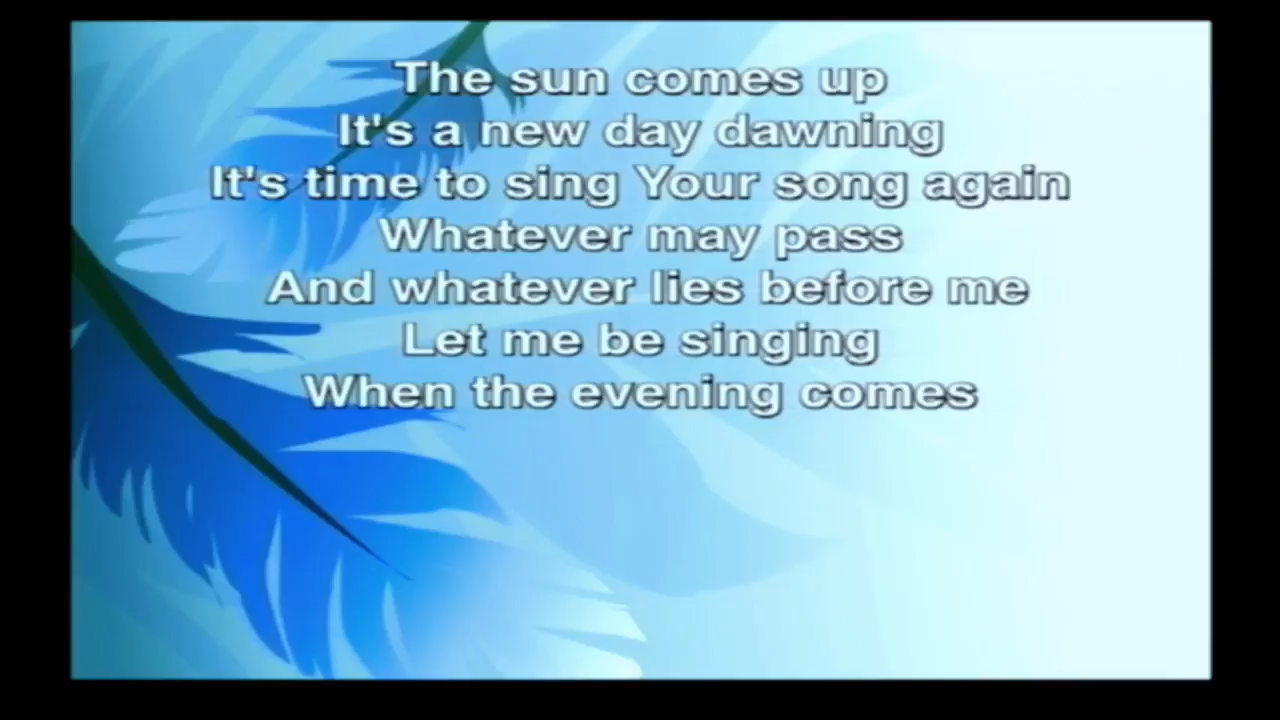 The sun comes up
It's a new day dawning
It's time to sing Your song again
Whatever may pass
And whatever lies before me
Let me be singing
When the evening comes